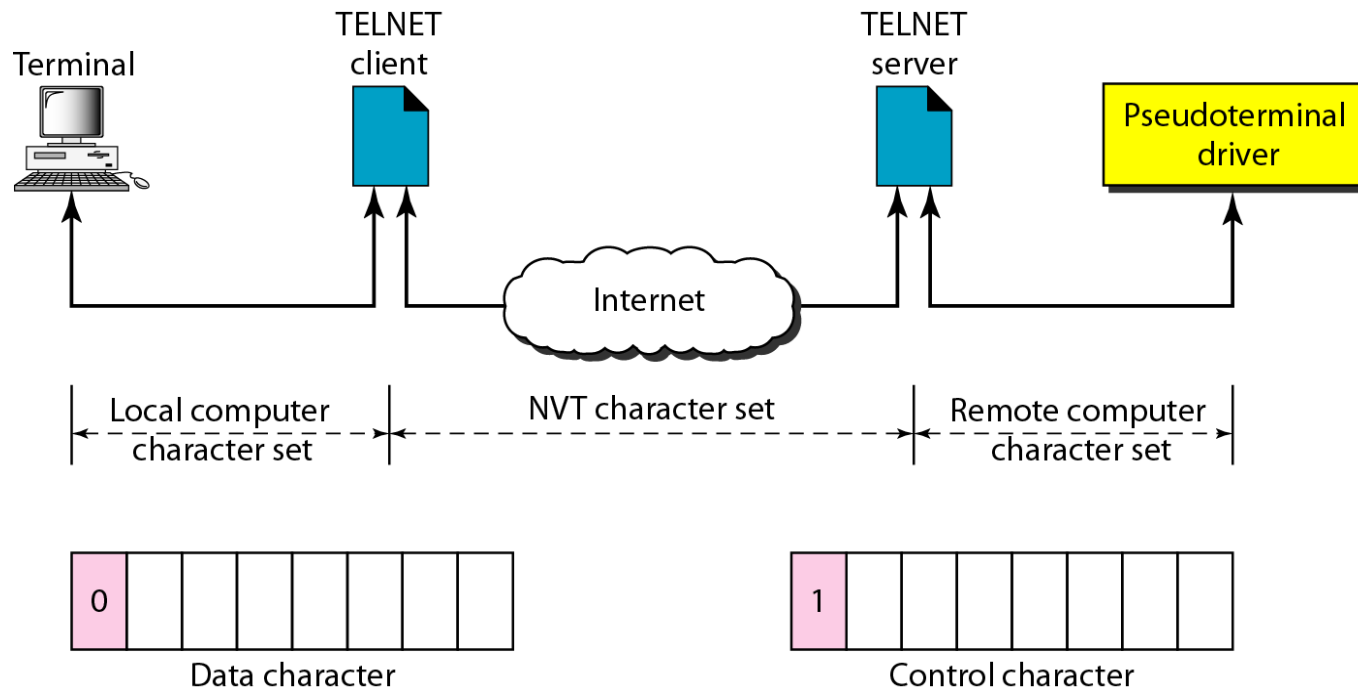 TELNET
client
TELNET
server
Terminal
Pseudoterminal
driver
Internet
Local computer
character set
NVT character set
Remote computer
character set
0
Data character
1
Control character